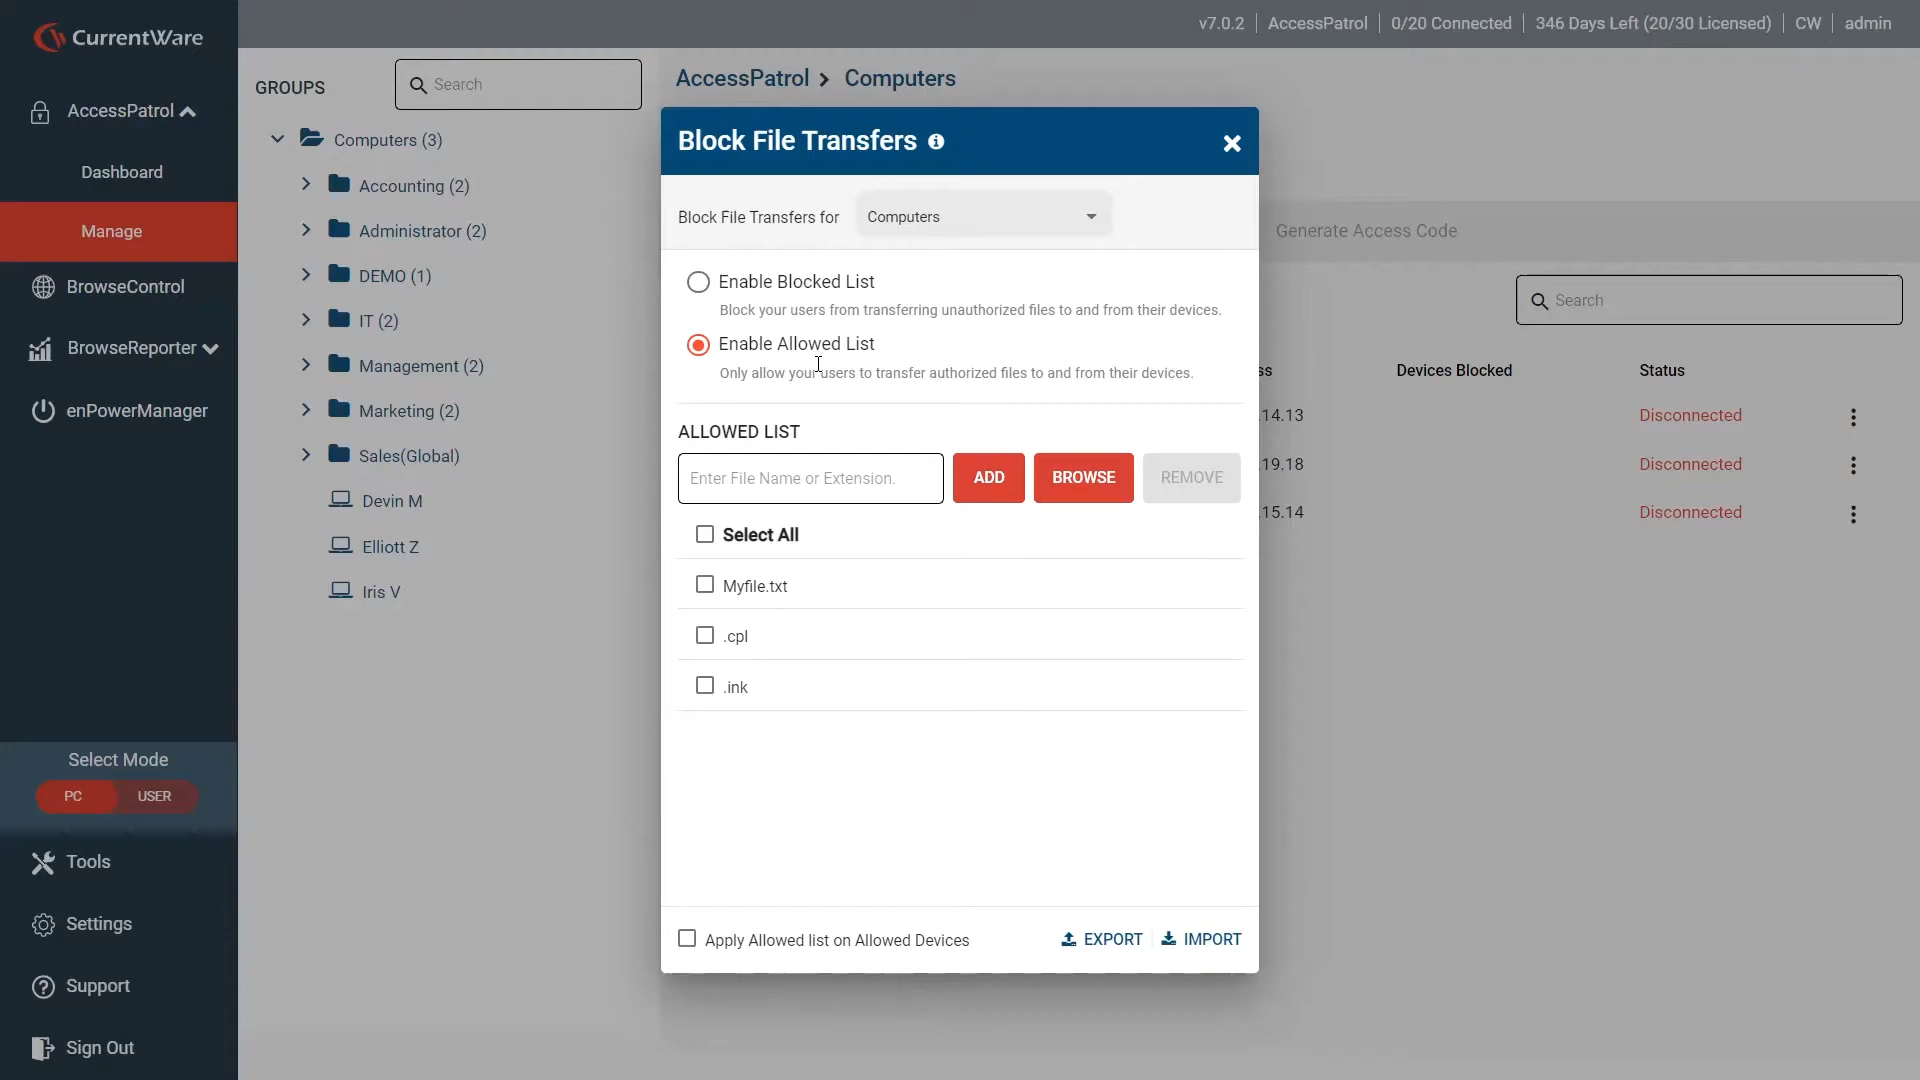 CurrentWare
AccessPatrol
Dashboard
Manage
BrowseControl
BrowseReporter
enPowerManager
Select Mode
PC USER
Tools
Settings
Support
Sign Out
v7.0.2 AccessPatrol 0/20 Connected 346 Days Left (20/30 Licensed) CW admin
GROUPS
Search
Computers (3)
Accounting (2)
Administrator (2)
DEMO (1)
IT (2)
Management (2)
Marketing (2)
Sales(Global)
Devin M
Elliott Z
Iris V
AccessPatrol > Computers
Block File Transfers
Block File Transfers for Computers
Enable Blocked List
Block your users from transferring unauthorized files to and from their devices.
Enable Allowed List
Only allow your users to transfer authorized files to and from their devices.
ALLOWED LIST
Enter File Name or Extension. ADD BROWSE REMOVE
Select All
Myfile.txt
.cpl
.ink
Apply Allowed list on Allowed Devices EXPORT IMPORT
Generate Access Code
Search
ss Devices Blocked Status
.14.13 Disconnected
.19.18 Disconnected
.15.14 Disconnected